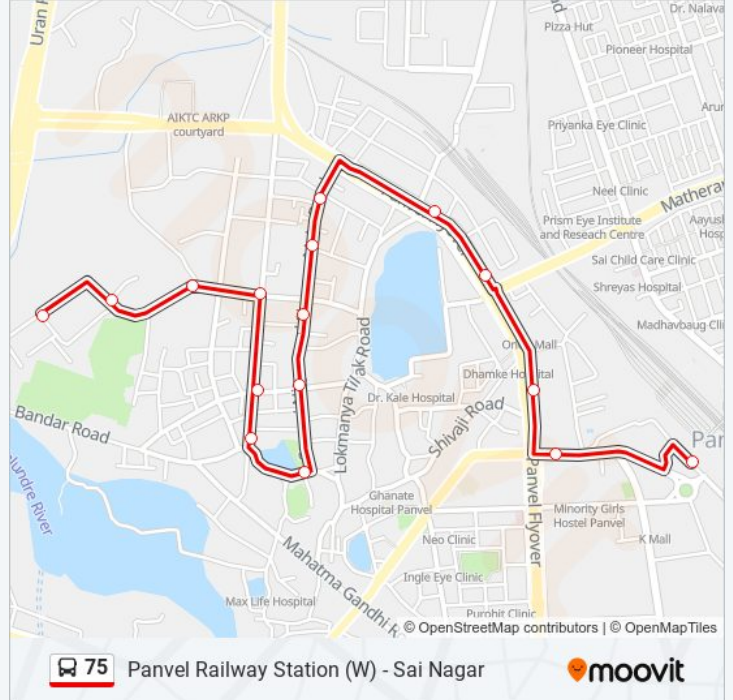 Uran
Dr. Nalava
Pizza Hut
Pioneer Hospital
AIKTC ARKP
courtyard
Priyanka Eye Clinic
Arur
Neel Clinic
Matheran
Prism Eye Institute
and Reseach Centre
Aayush
Hosp
Sai Child Care Clinic
Shreyas Hospital
Madhavbaug Cli
Lokmanya Tilak Road
Orion Mall
Dhamke Hospital
Dr. Kale Hospital
Bandar Road
Shivaji Road
Pan
Ghanate
Hospital Panvel
Panvel Flyover
Minority Girls
Hostel Panvel
Neo Clinic
K Mall
Mahatma Gandhi R
Ingle Eye Clinic
Max Life Hospital
Purohit Clinic
© OpenStreetMap contributors | © OpenMapTiles
75 Panvel Railway Station (W) - Sai Nagar
moovit